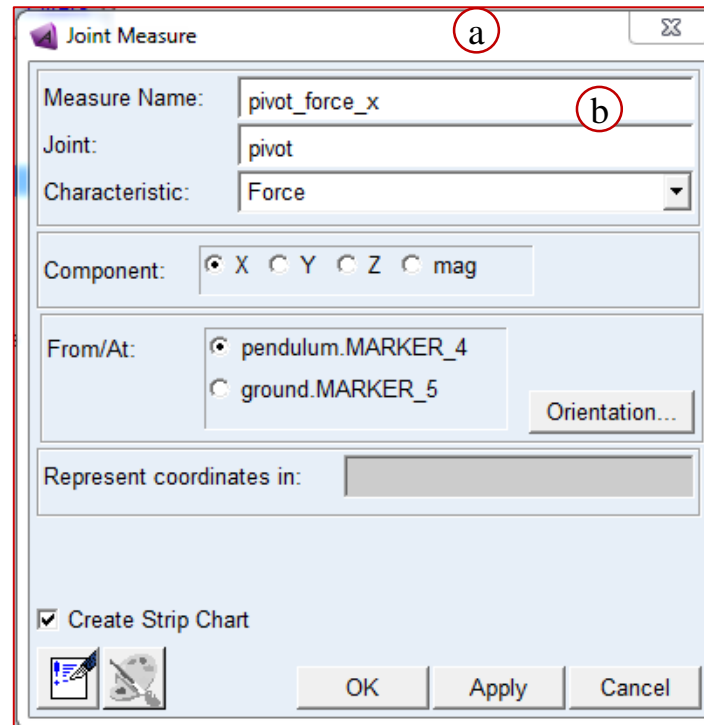 Joint Measure
a
Measure Name: pivot_force_x
b
Joint: pivot
Characteristic: Force
Component: X Y Z mag
From/At: pendulum.MARKER_4
ground.MARKER_5
Orientation...
Represent coordinates in:
Create Strip Chart
OK Apply Cancel